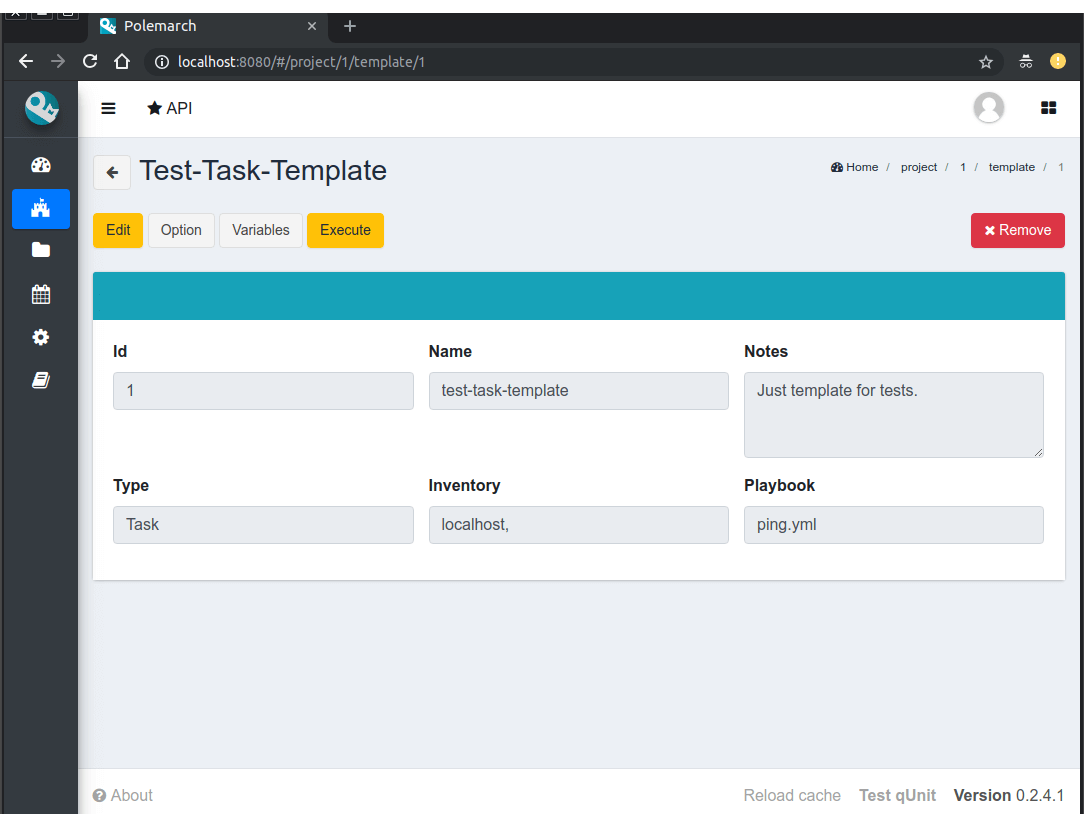 Polemarch
localhost:8080/#/project/1/template/1
API
Test-Task-Template
Home / project / 1 / template / 1
Edit Option Variables Execute Remove
Id Name Notes
1 test-task-template Just template for tests.
Type Inventory Playbook
Task localhost, ping.yml
About Reload cache Test qUnit Version 0.2.4.1